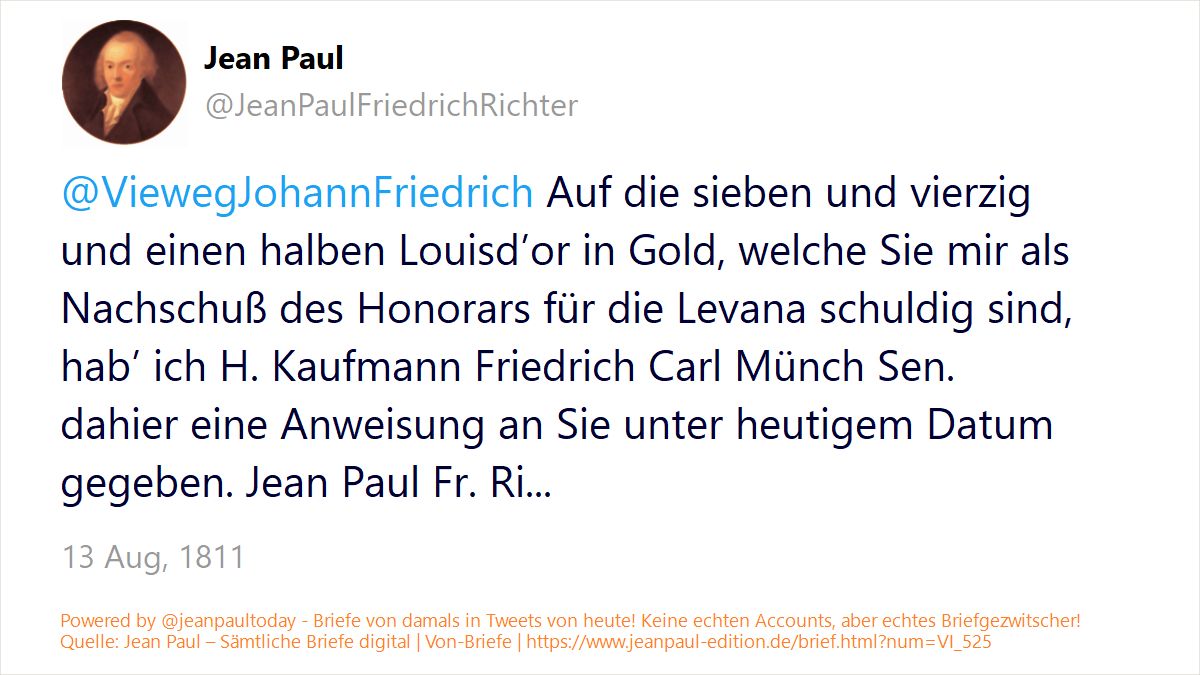 Jean Paul
@JeanPaulFriedrichRichter
@ViewegJohannFriedrich Auf die sieben und vierzig
und einen halben Louisd’or in Gold, welche Sie mir als
Nachschuß des Honorars für die Levana schuldig sind,
hab’ ich H. Kaufmann Friedrich Carl Münch Sen.
dahier eine Anweisung an Sie unter heutigem Datum
gegeben. Jean Paul Fr. Ri...
13 Aug, 1811
Powered by @jeanpaultoday - Briefe von damals in Tweets von heute! Keine echten Accounts, aber echtes Briefgezwitscher!
Quelle: Jean Paul – Sämtliche Briefe digital | Von-Briefe | https://www.jeanpaul-edition.de/brief.html?num=VI_525